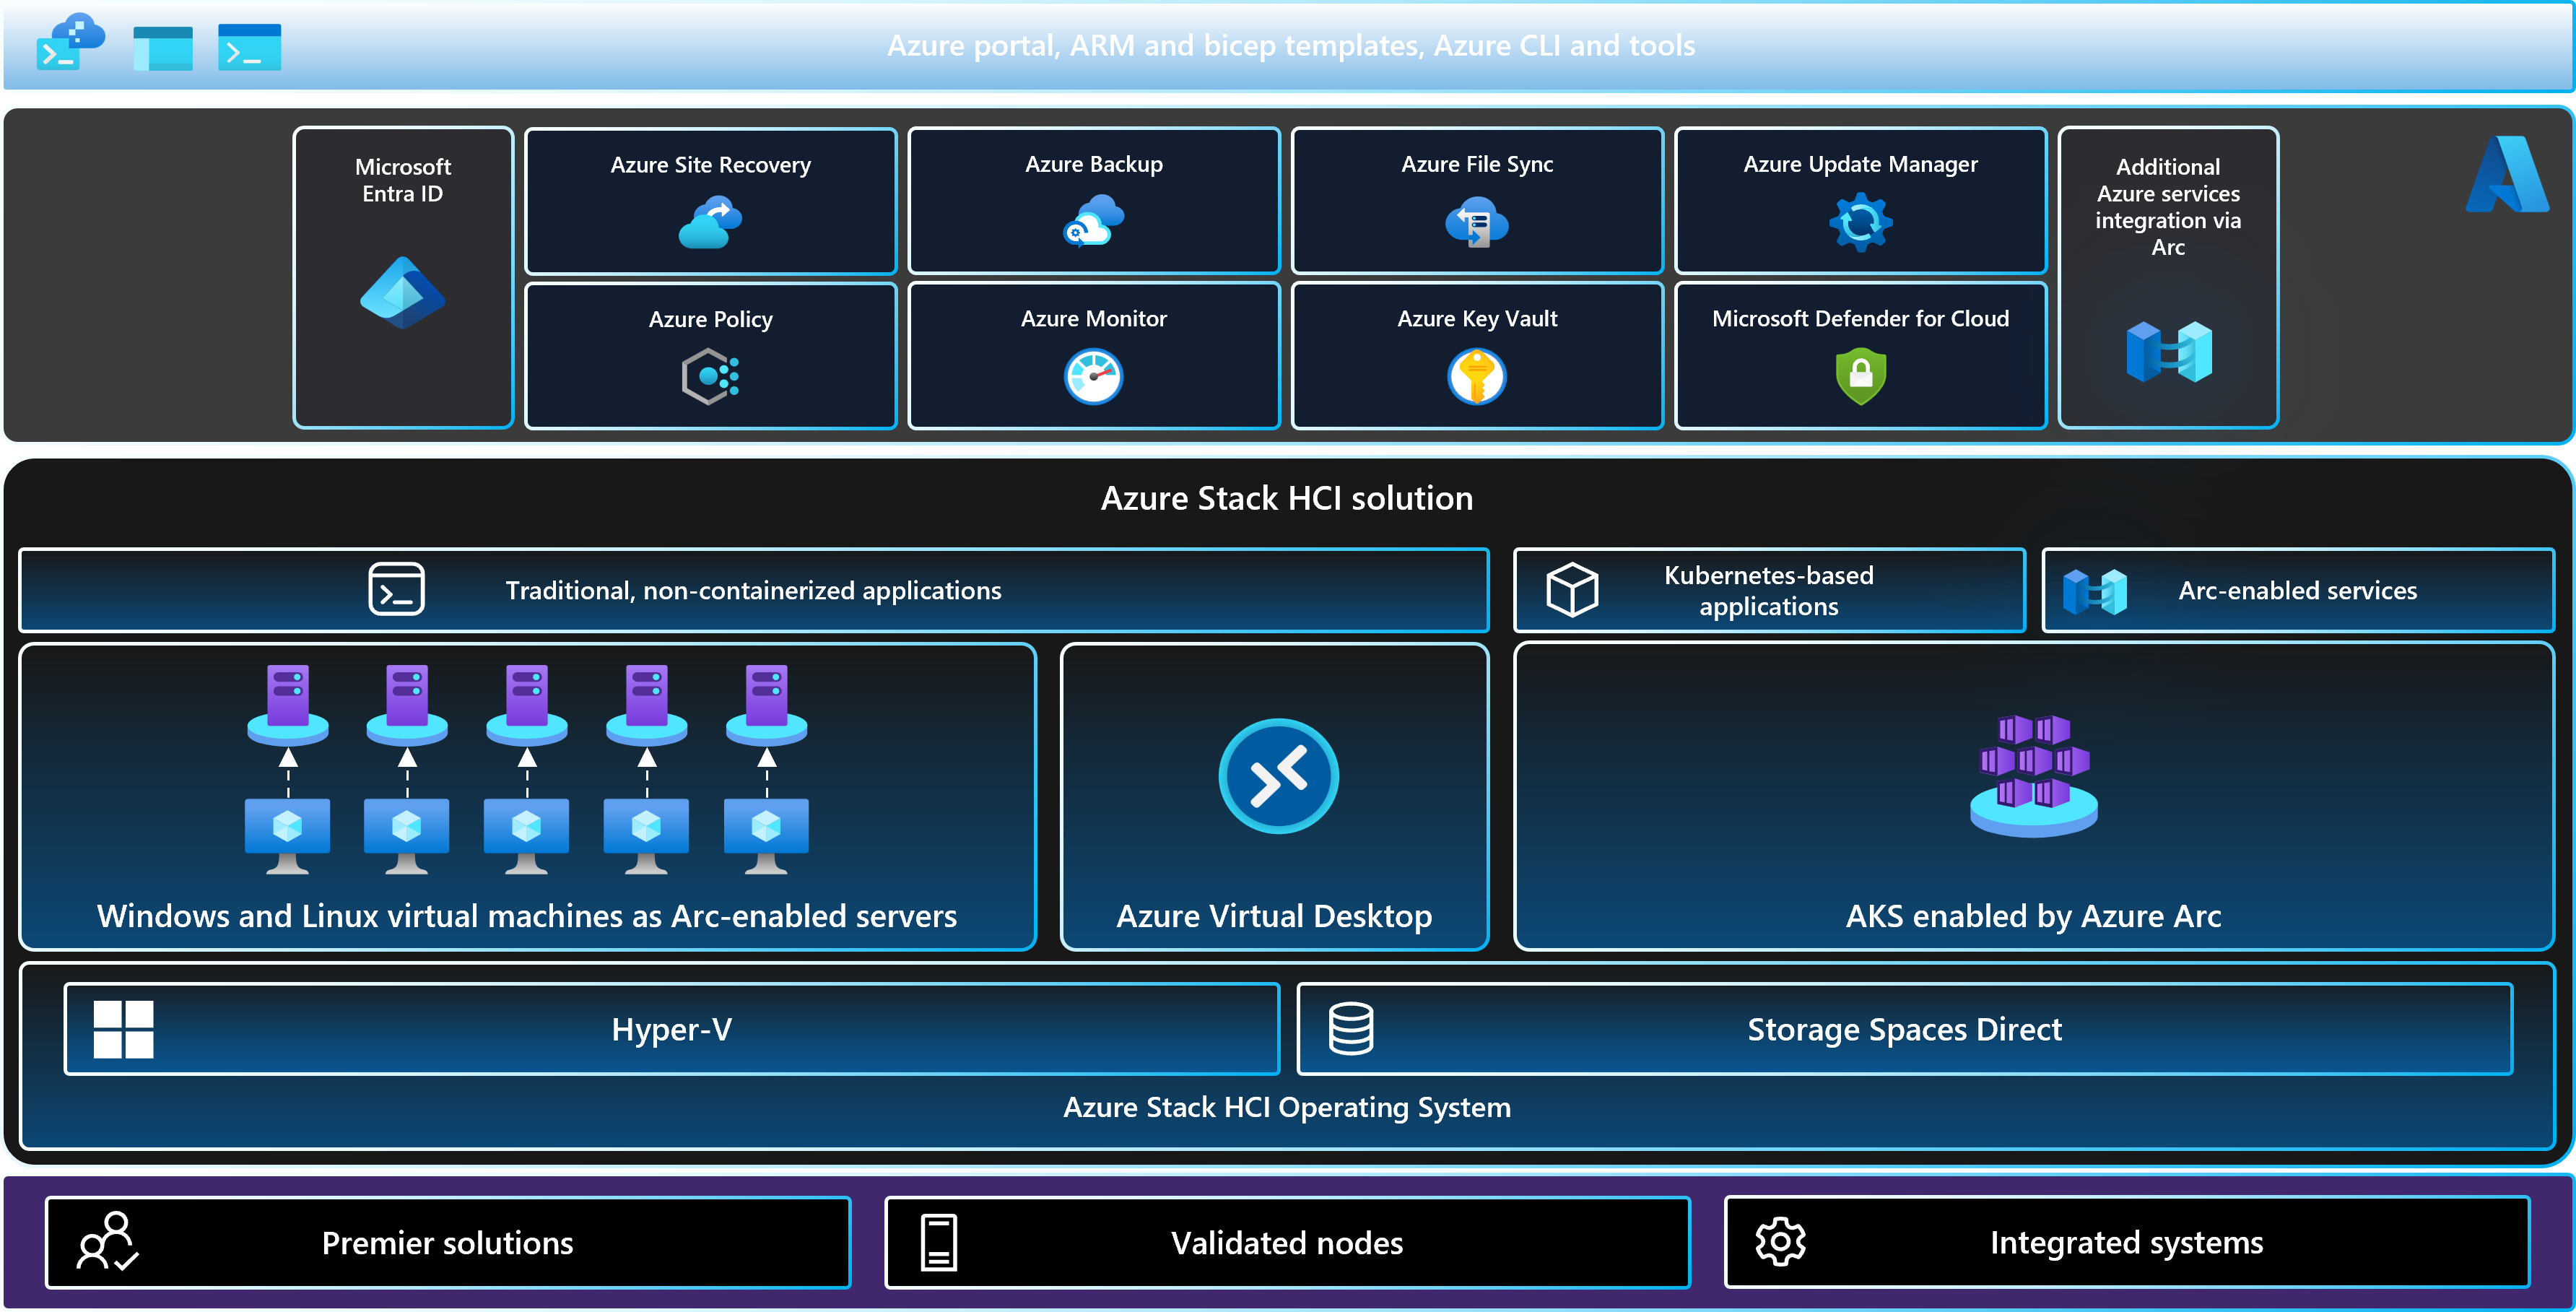 Azure portal, ARM and bicep templates, Azure CLI and tools
Microsoft
Entra ID
Azure Site Recovery
Azure Backup
Azure File Sync
Azure Update Manager
Additional
Azure services
integration via
Arc
Azure Policy
Azure Monitor
Azure Key Vault
Microsoft Defender for Cloud
Azure Stack HCI solution
Traditional, non-containerized applications
Kubernetes-based
applications
Arc-enabled services
Windows and Linux virtual machines as Arc-enabled servers
Azure Virtual Desktop
AKS enabled by Azure Arc
Hyper-V
Storage Spaces Direct
Azure Stack HCI Operating System
Premier solutions
Validated nodes
Integrated systems